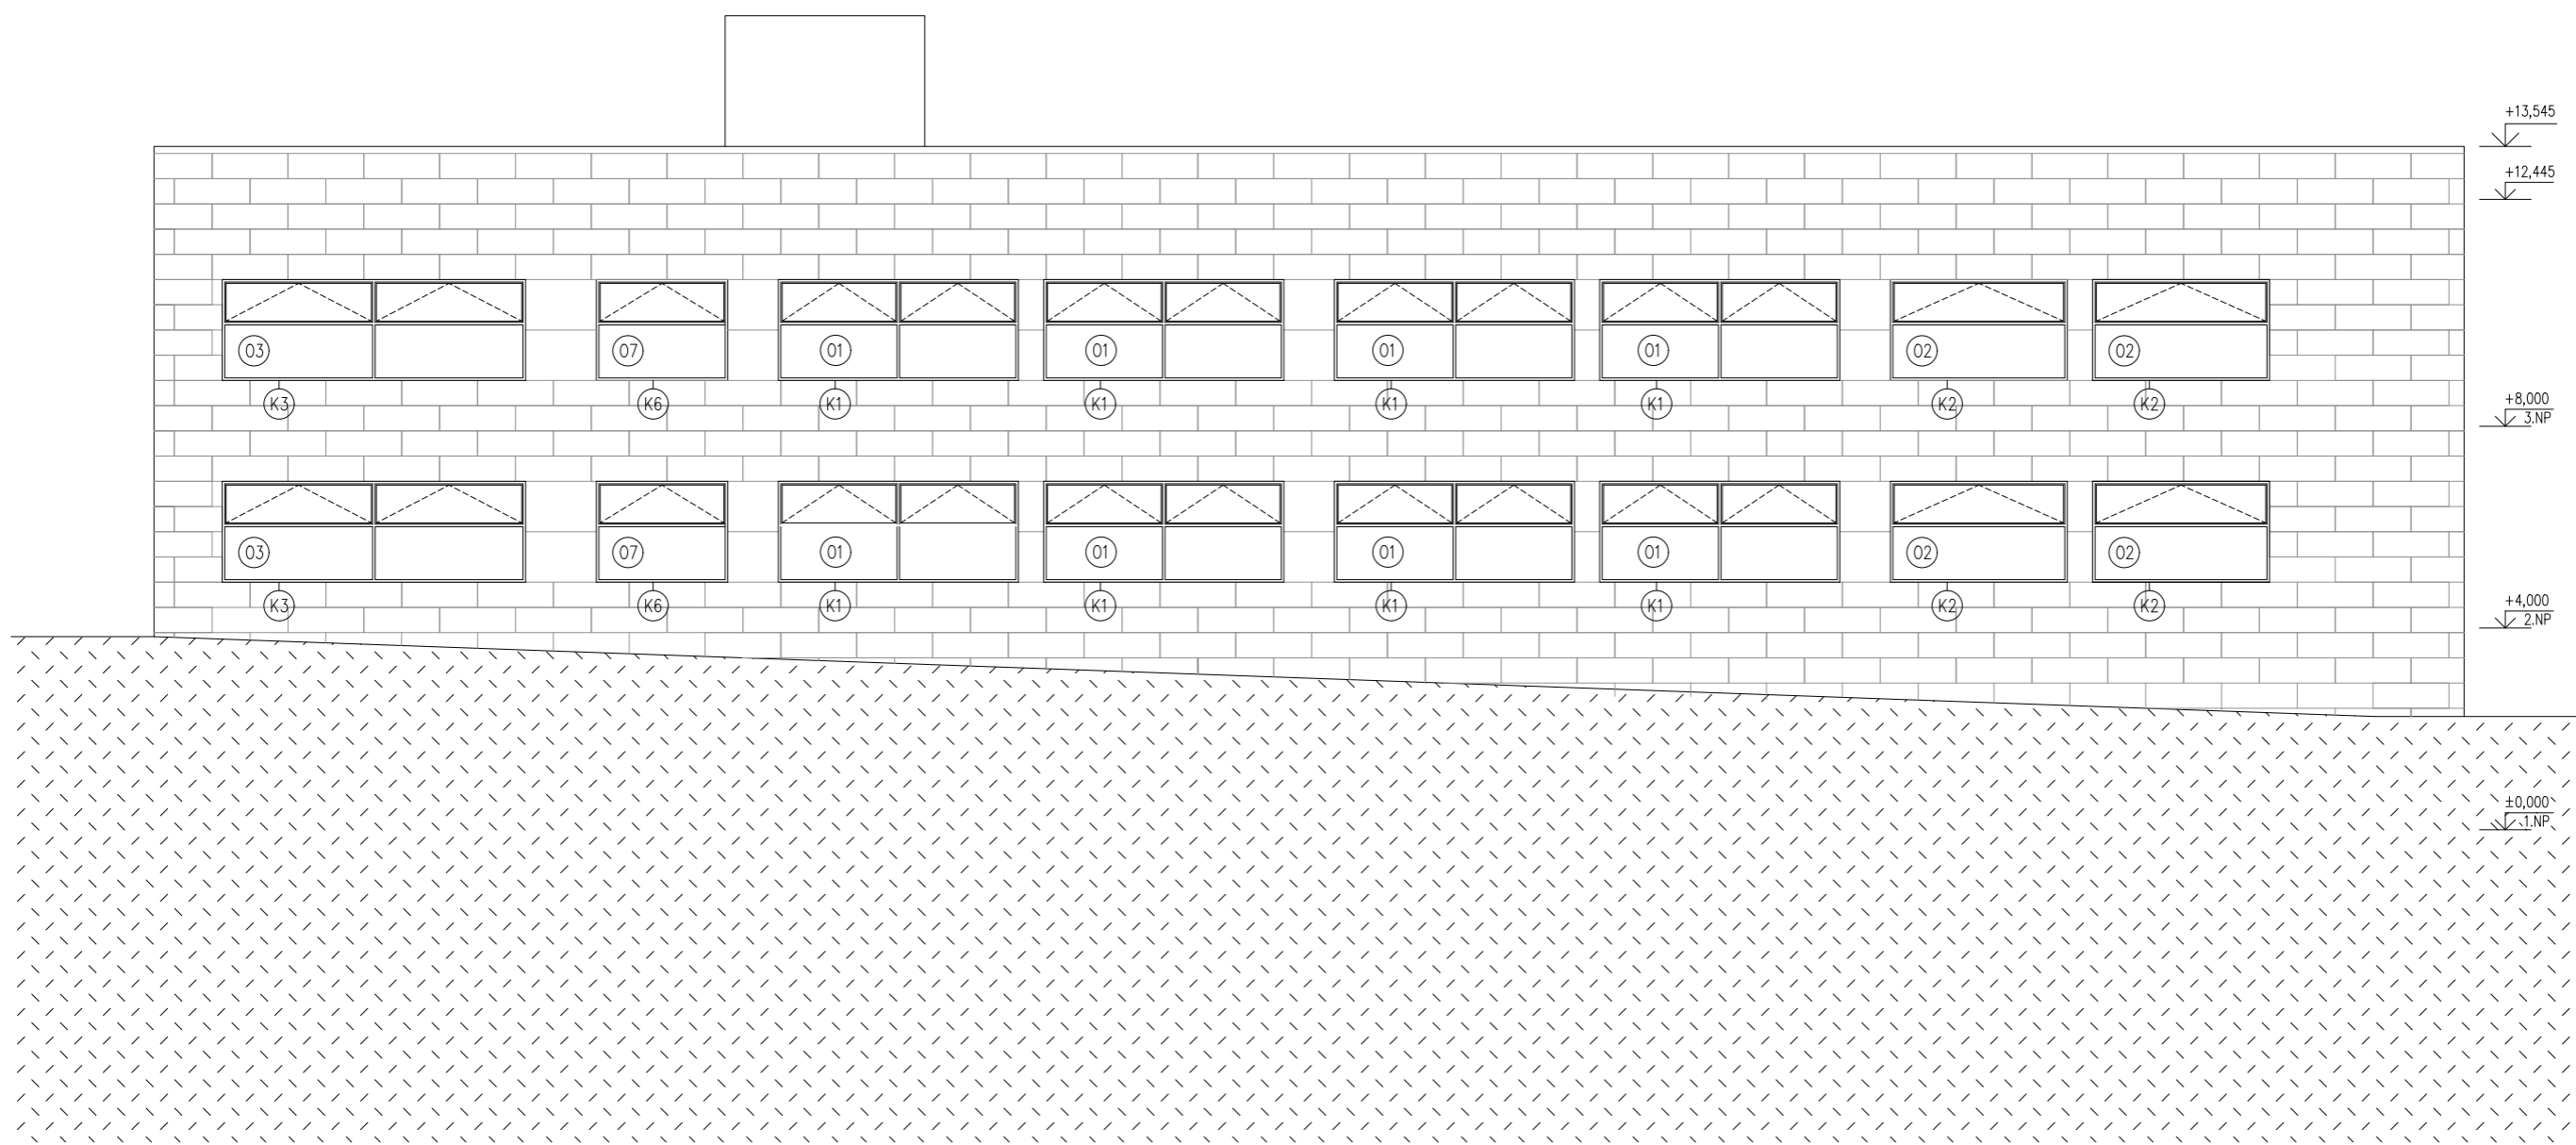 +13,545
+12,445
03 07 01 01 01 01 02 02
K3 K6 K1 K1 K1 K1 K2 K2
+8,000
3.NP
03 07 01 01 01 01 02 02
K3 K6 K1 K1 K1 K1 K2 K2
+4,000
2.NP
±0,000
1.NP